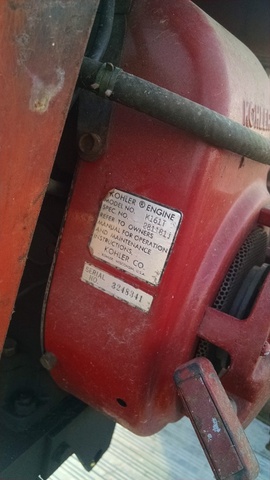 KOHLER
KOHLER ® ENGINE
MODEL NO. K161T
SPEC. NO.
REFER TO OWNERS
MANUAL FOR OPERATION
AND MAINTENANCE
INSTRUCTIONS.
KOHLER CO.
SERIAL
NO.